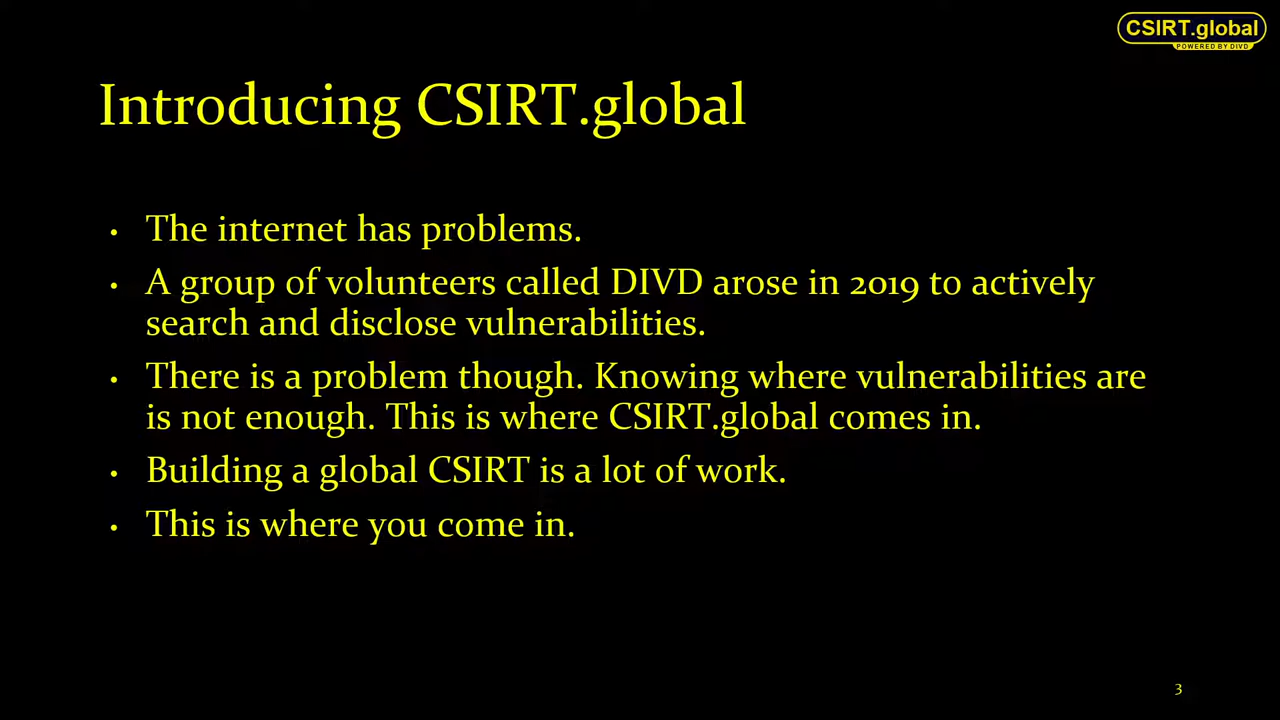 CSIRT.global
POWERED BY DIVD
Introducing CSIRT.global
• The internet has problems.
• A group of volunteers called DIVD arose in 2019 to actively
search and disclose vulnerabilities.
• There is a problem though. Knowing where vulnerabilities are
is not enough. This is where CSIRT.global comes in.
• Building a global CSIRT is a lot of work.
• This is where you come in.
3